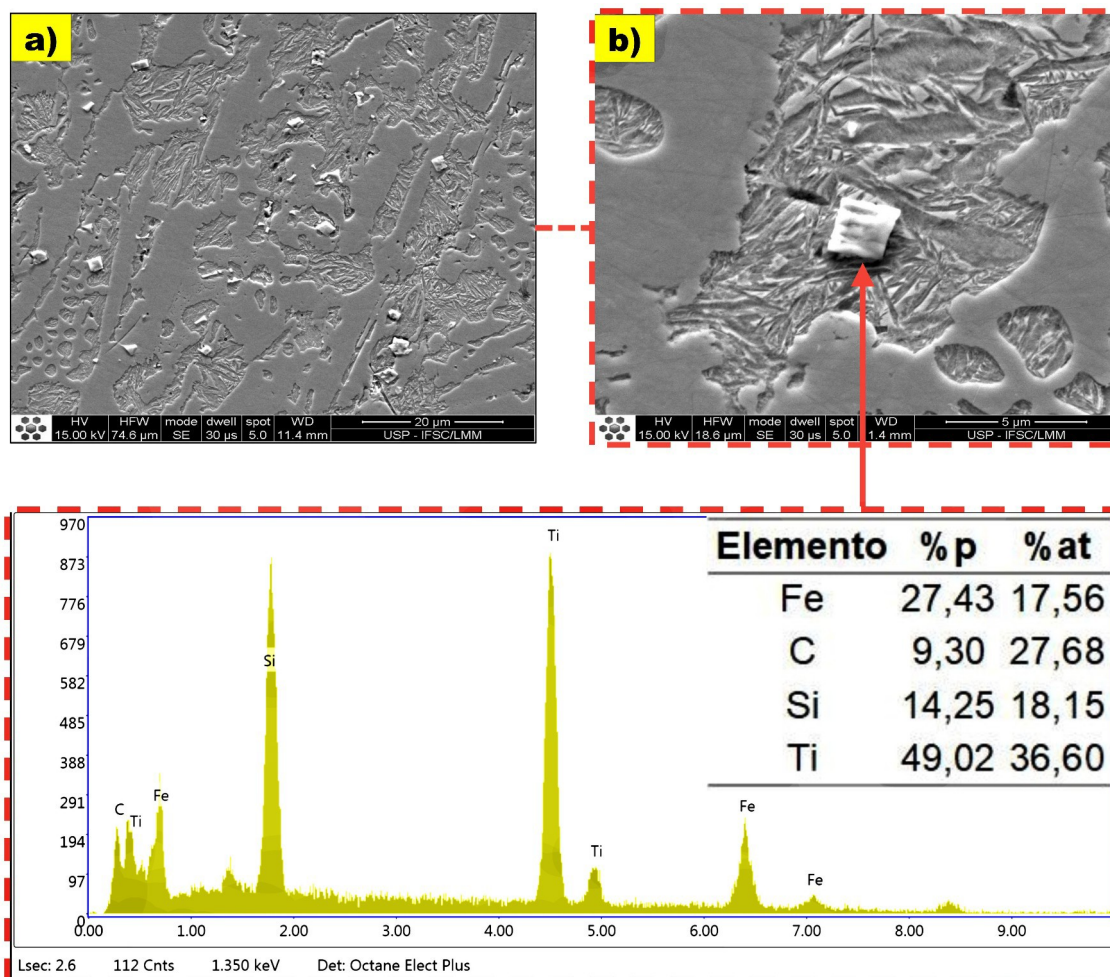 a)
HV HFW mode dwell spot WD 20 µm
15.00 kV 74.6 µm SE 30 µs 5.0 11.4 mm USP - IFSC/LMM
b)
HV HFW mode dwell spot WD 5 µm
15.00 kV 18.6 µm SE 30 µs 5.0 1.4 mm USP - IFSC/LMM
970
873
776
679
582
485
388
291
194
97
0
0.00 1.00 2.00 3.00 4.00 5.00 6.00 7.00 8.00 9.00
C
Ti
Fe
Si
Ti
Ti
Fe
Fe
Elemento %p %at
Fe 27,43 17,56
C 9,30 27,68
Si 14,25 18,15
Ti 49,02 36,60
Lsec: 2.6 112 Cnts 1.350 keV Det: Octane Elect Plus